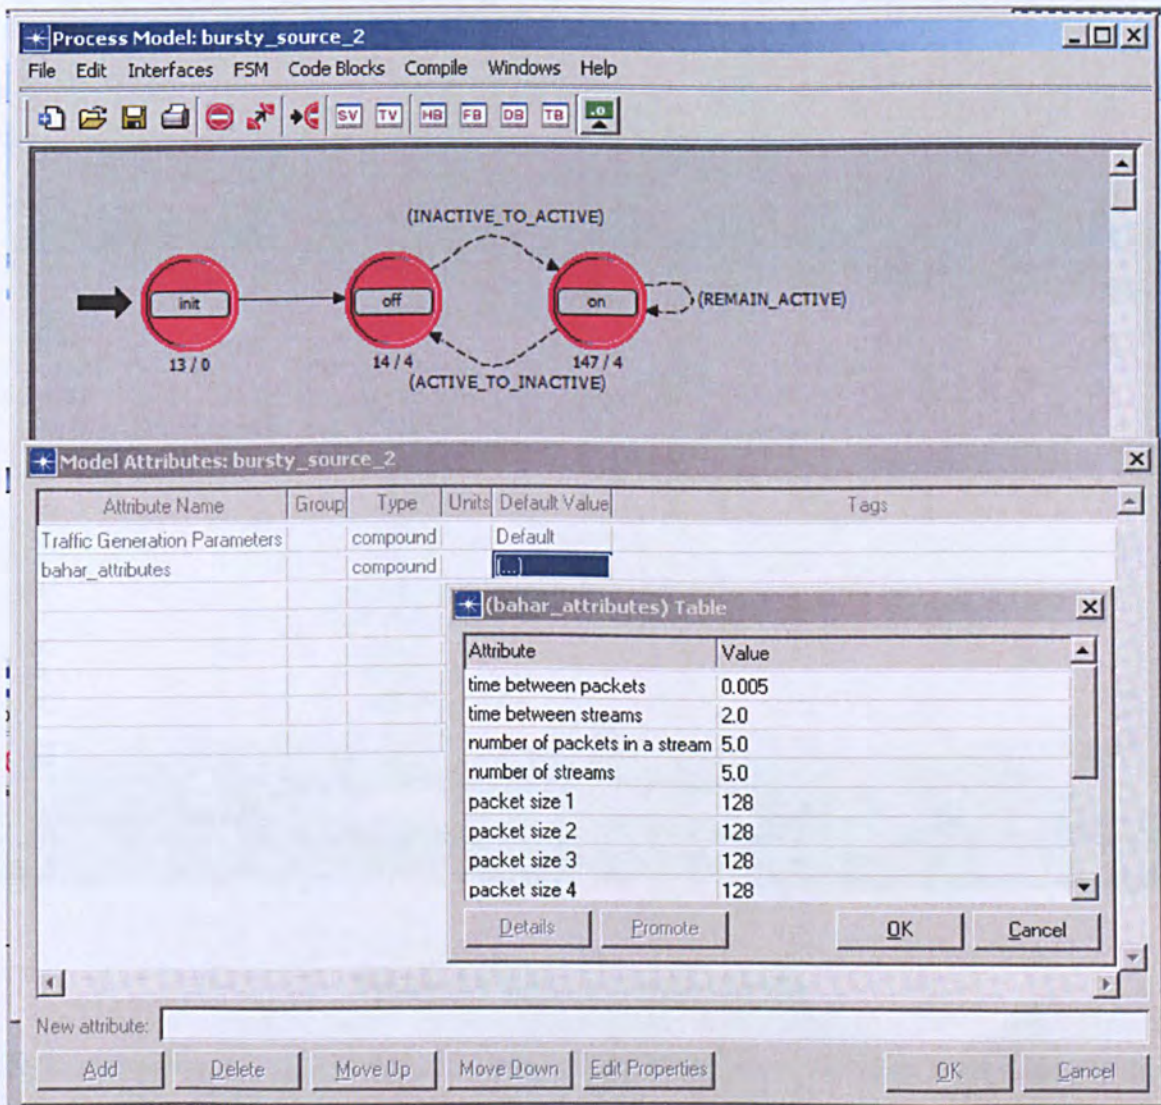 Process Model: bursty_source_2
File Edit Interfaces FSM Code Blocks Compile Windows Help
SV TV HB FB DB TB .0
(INACTIVE_TO_ACTIVE)
init off on (REMAIN_ACTIVE)
13 / 0 14 / 4 147 / 4
(ACTIVE_TO_INACTIVE)
Model Attributes: bursty_source_2
Attribute Name Group Type Units Default Value Tags
Traffic Generation Parameters compound Default
bahar_attributes compound (...)
(bahar_attributes) Table
Attribute Value
time between packets 0.005
time between streams 2.0
number of packets in a stream 5.0
number of streams 5.0
packet size 1 128
packet size 2 128
packet size 3 128
packet size 4 128
Details Promote OK Cancel
New attribute:
Add Delete Move Up Move Down Edit Properties OK Cancel